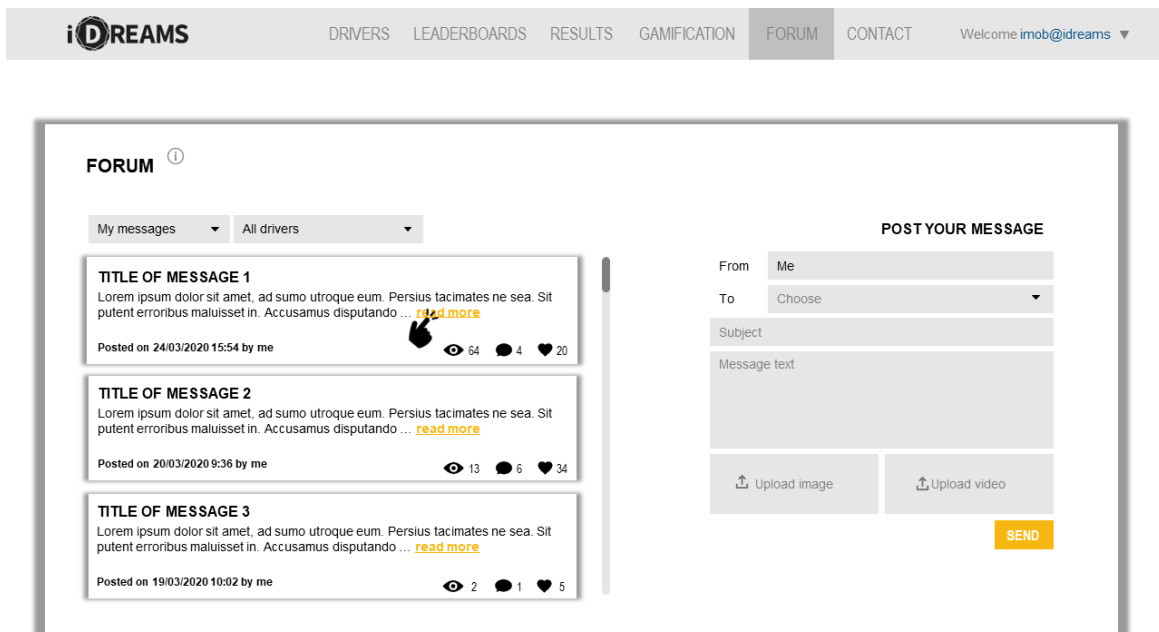 iDREAMS DRIVERS LEADERBOARDS RESULTS GAMIFICATION FORUM CONTACT Welcome imob@idreams
FORUM
My messages All drivers
TITLE OF MESSAGE 1
Lorem ipsum dolor sit amet, ad sumo utroque eum. Persius tacimates ne sea. Sit
putent erroribus maluisset in. Accusamus disputando ... read more
Posted on 24/03/2020 15:54 by me 64 4 20
TITLE OF MESSAGE 2
Lorem ipsum dolor sit amet, ad sumo utroque eum. Persius tacimates ne sea. Sit
putent erroribus maluisset in. Accusamus disputando ... read more
Posted on 20/03/2020 9:36 by me 13 6 34
TITLE OF MESSAGE 3
Lorem ipsum dolor sit amet, ad sumo utroque eum. Persius tacimates ne sea. Sit
putent erroribus maluisset in. Accusamus disputando ... read more
Posted on 19/03/2020 10:02 by me 2 1 5
POST YOUR MESSAGE
From Me
To Choose
Subject
Message text
Upload image Upload video
SEND